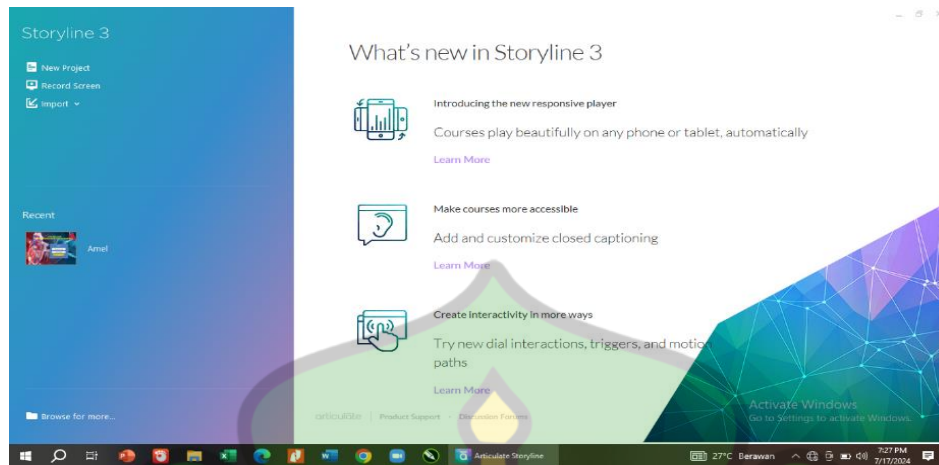 Storyline 3
New Project
Record Screen
Import
Recent
Amel
Browse for more...
What's new in Storyline 3
Introducing the new responsive player
Courses play beautifully on any phone or tablet, automatically
Learn More
Make courses more accessible
Add and customize closed captioning
Learn More
Create interactivity in more ways
Try new dial interactions, triggers, and motion
paths
Learn More
articulate | Product Support · Discussion Forums
Activate Windows
Go to Settings to activate Windows.
Articulate Storyline
27°C Berawan
7:27 PM
7/17/2024